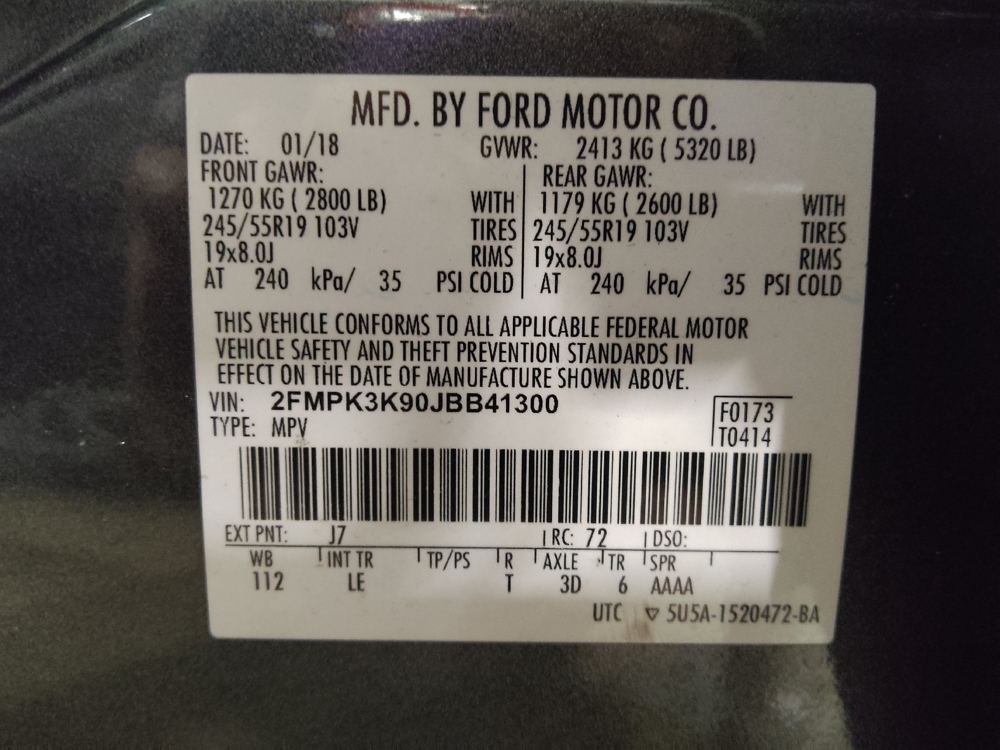 MFD. BY FORD MOTOR CO.
DATE: 01/18 GVWR: 2413 KG ( 5320 LB)
FRONT GAWR: REAR GAWR:
1270 KG ( 2800 LB) WITH 1179 KG ( 2600 LB) WITH
245/55R19 103V TIRES 245/55R19 103V TIRES
19x8.0J RIMS 19x8.0J RIMS
AT 240 kPa/ 35 PSI COLD AT 240 kPa/ 35 PSI COLD
THIS VEHICLE CONFORMS TO ALL APPLICABLE FEDERAL MOTOR
VEHICLE SAFETY AND THEFT PREVENTION STANDARDS IN
EFFECT ON THE DATE OF MANUFACTURE SHOWN ABOVE.
VIN: 2FMPK3K90JBB41300 F0173
TYPE: MPV T0414
EXT PNT: J7 RC: 72 DSO:
WB INT TR TP/PS R AXLE TR SPR
112 LE T 3D 6 AAAA
UTC ▽ 5U5A-1520472-BA